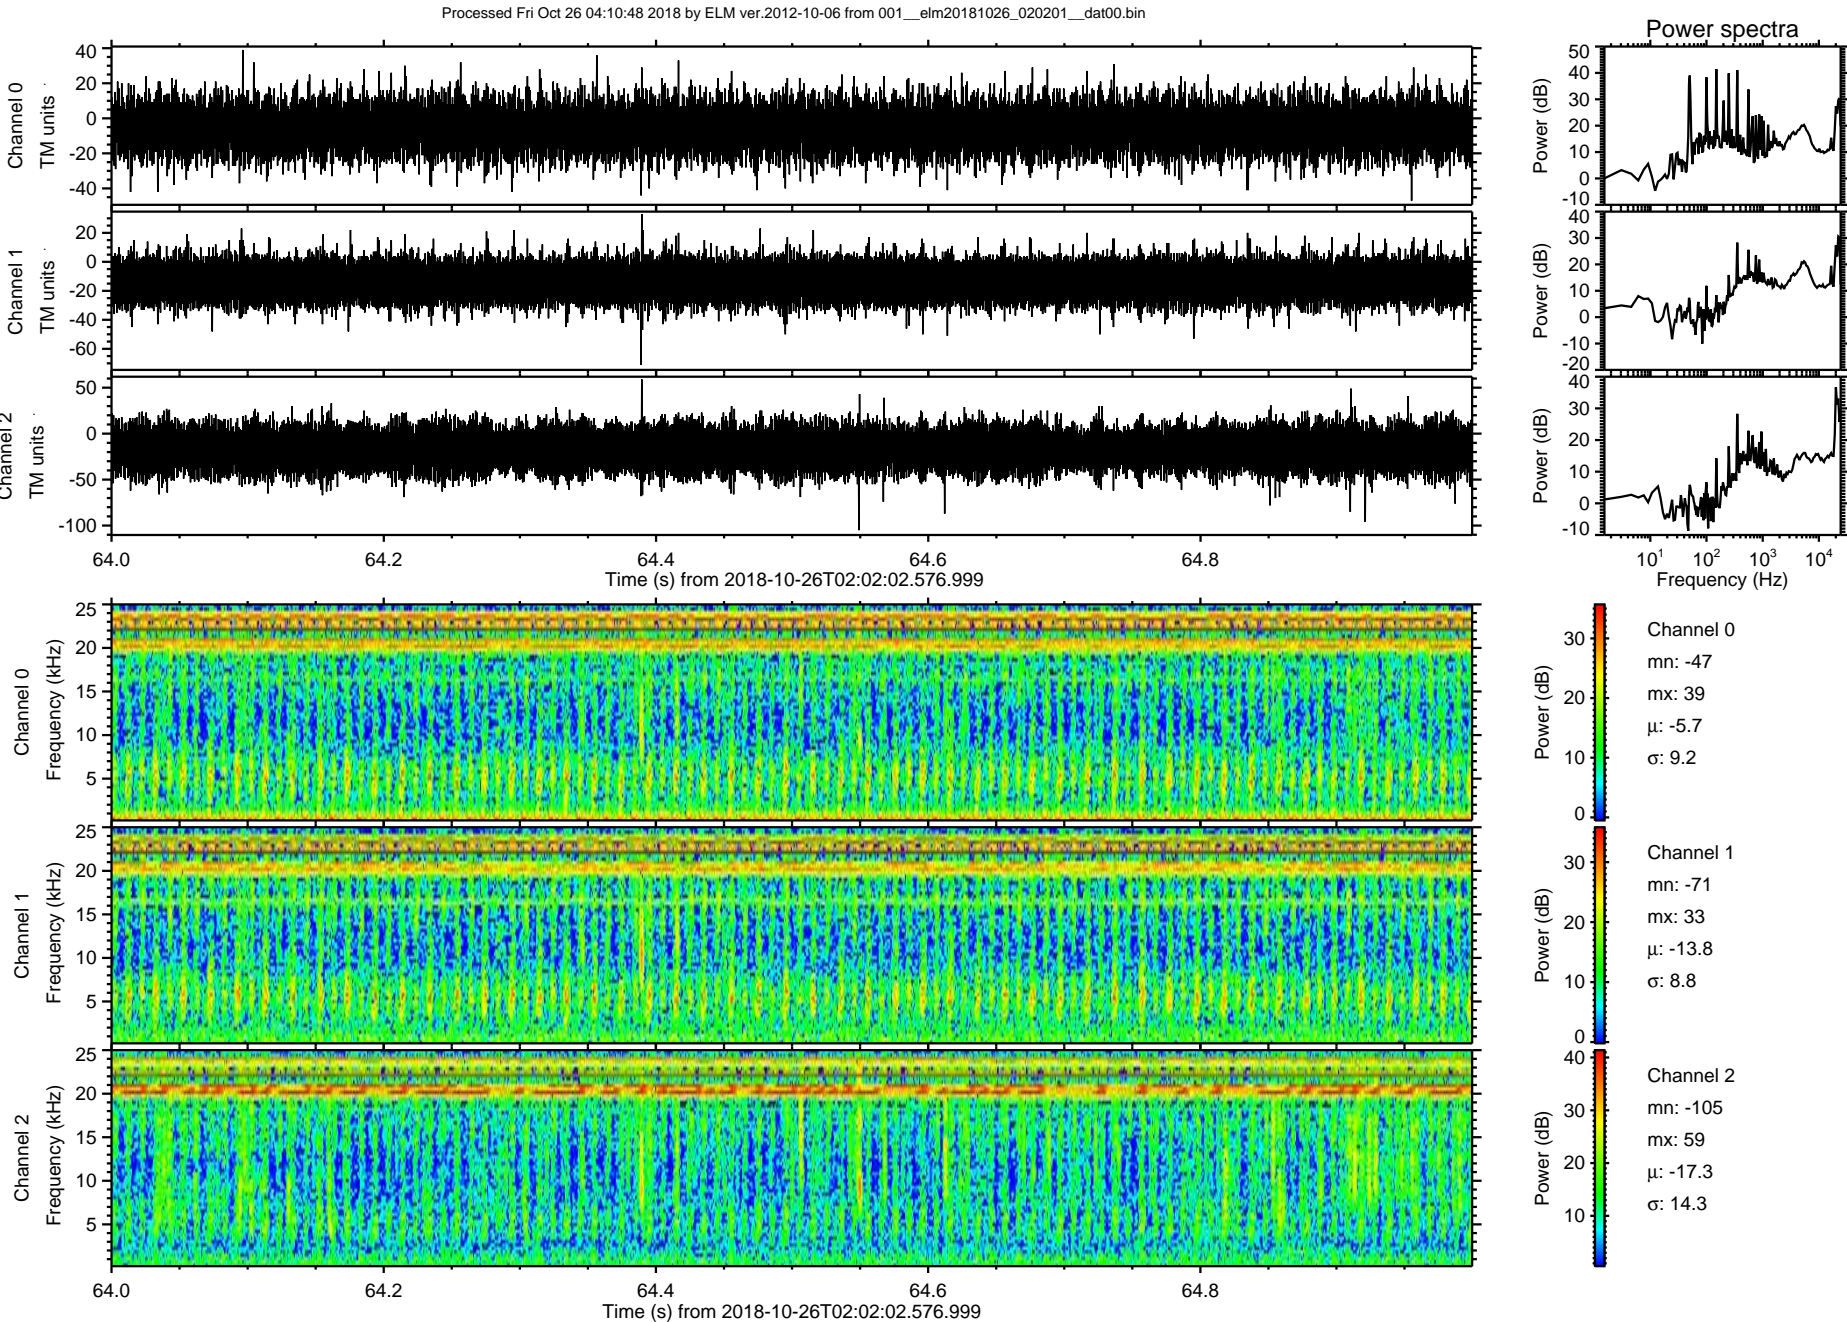 Processed Fri Oct 26 04:10:48 2018 by ELM ver.2012-10-06 from 001__elm20181026_020201__dat00.bin
Power spectra
Channel 0
TM units
40
20
0
-20
-40
Power (dB)
50
40
30
20
10
0
-10
Channel 1
TM units
20
0
-20
-40
-60
Power (dB)
40
30
20
10
0
-10
-20
Channel 2
TM units
50
0
-50
-100
Power (dB)
40
30
20
10
0
-10
64.0 64.2 64.4 64.6 64.8
Time (s) from 2018-10-26T02:02:02.576.999
10^1 10^2 10^3 10^4
Frequency (Hz)
Channel 0
Frequency (kHz)
25
20
15
10
5
Power (dB)
30
20
10
0
Channel 0
mn: -47
mx: 39
μ: -5.7
σ: 9.2
Channel 1
Frequency (kHz)
25
20
15
10
5
Power (dB)
30
20
10
0
Channel 1
mn: -71
mx: 33
μ: -13.8
σ: 8.8
Channel 2
Frequency (kHz)
25
20
15
10
5
Power (dB)
40
30
20
10
Channel 2
mn: -105
mx: 59
μ: -17.3
σ: 14.3
64.0 64.2 64.4 64.6 64.8
Time (s) from 2018-10-26T02:02:02.576.999